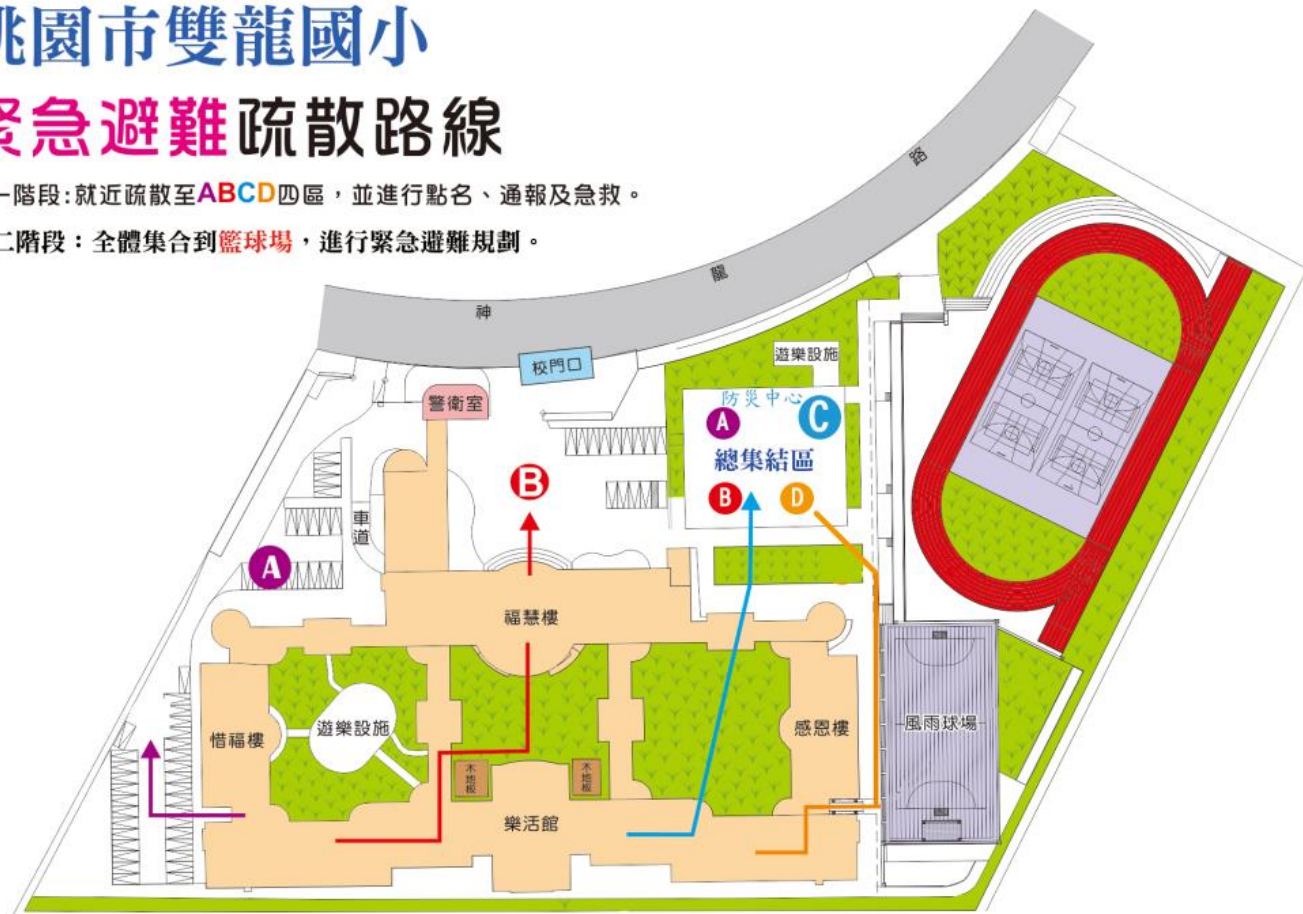 桃園市雙龍國小
緊急避難疏散路線
一階段:就近疏散至ABCD四區，並進行點名、通報及急救。
二階段：全體集合到籃球場，進行緊急避難規劃。
路
龍
神
校門口
遊樂設施
警衛室
防災中心
A
C
總集結區
B
D
B
車道
A
福慧樓
惜福樓
遊樂設施
感恩樓
風雨球場
木地板
木地板
樂活館